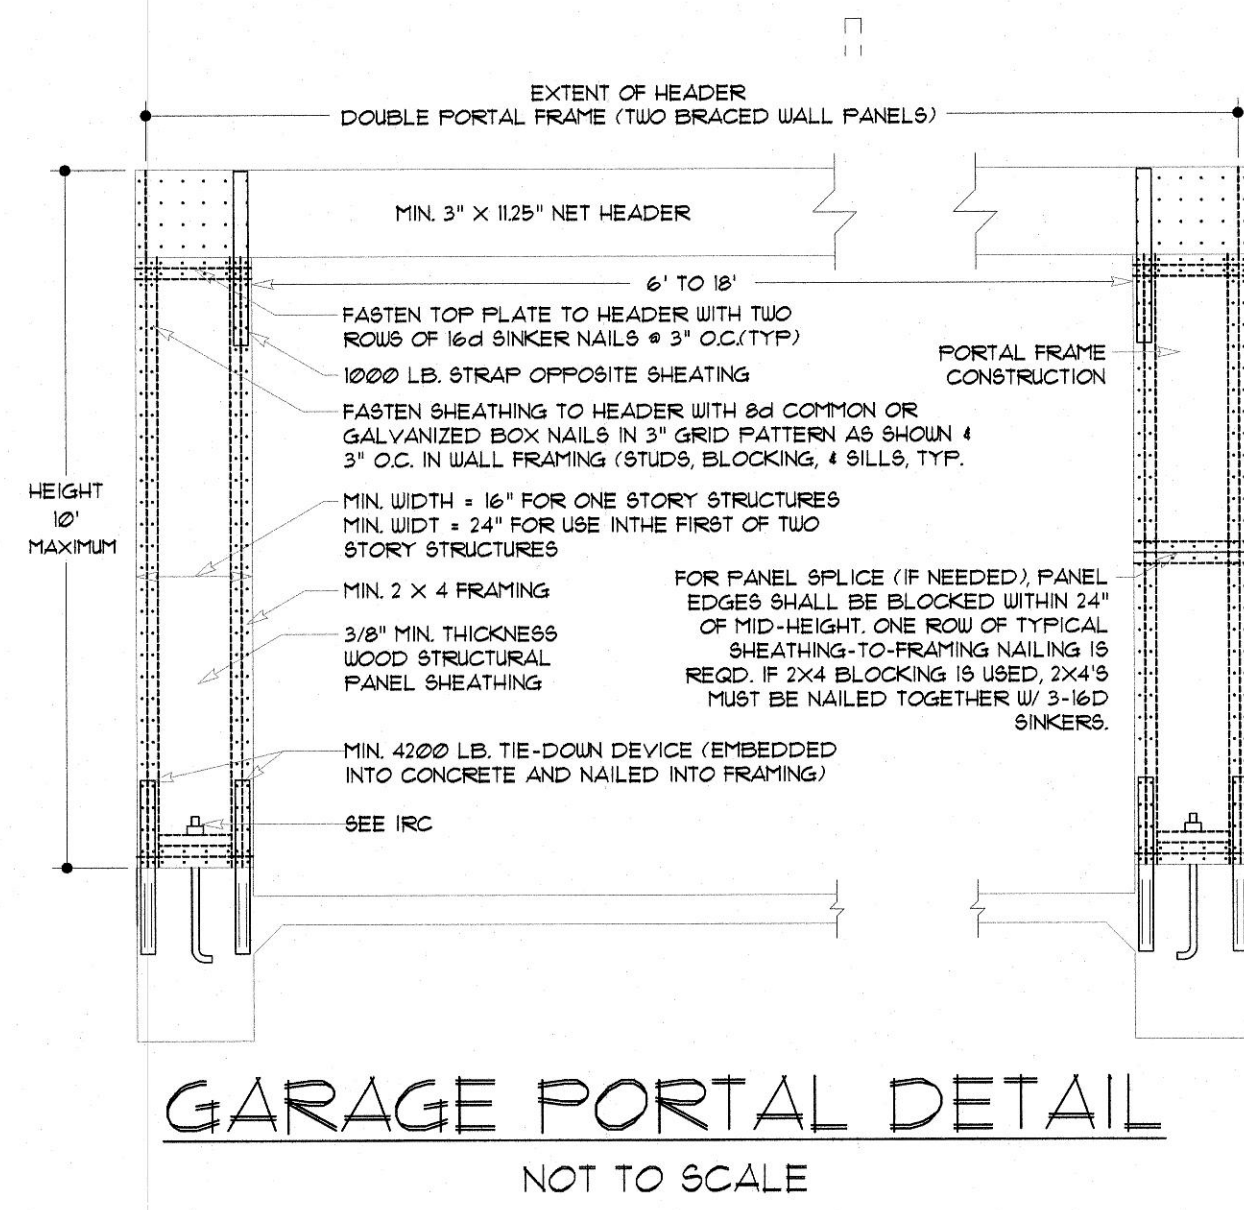 EXTENT OF HEADER
DOUBLE PORTAL FRAME (TWO BRACED WALL PANELS)
MIN. 3" X 11.25" NET HEADER
6' TO 18'
FASTEN TOP PLATE TO HEADER WITH TWO
ROWS OF 16d SINKER NAILS @ 3" O.C.(TYP)
1000 LB. STRAP OPPOSITE SHEATING
FASTEN SHEATHING TO HEADER WITH 8d COMMON OR
GALVANIZED BOX NAILS IN 3" GRID PATTERN AS SHOWN &
3" O.C. IN WALL FRAMING (STUDS, BLOCKING, & SILLS, TYP.
PORTAL FRAME
CONSTRUCTION
HEIGHT
10'
MAXIMUM
MIN. WIDTH = 16" FOR ONE STORY STRUCTURES
MIN. WIDT = 24" FOR USE INTHE FIRST OF TWO
STORY STRUCTURES
MIN. 2 X 4 FRAMING
3/8" MIN. THICKNESS
WOOD STRUCTURAL
PANEL SHEATHING
FOR PANEL SPLICE (IF NEEDED), PANEL
EDGES SHALL BE BLOCKED WITHIN 24"
OF MID-HEIGHT. ONE ROW OF TYPICAL
SHEATHING-TO-FRAMING NAILING IS
REQD. IF 2X4 BLOCKING IS USED, 2X4'S
MUST BE NAILED TOGETHER W/ 3-16D
SINKERS.
MIN. 4200 LB. TIE-DOWN DEVICE (EMBEDDED
INTO CONCRETE AND NAILED INTO FRAMING)
SEE IRC
GARAGE PORTAL DETAIL
NOT TO SCALE